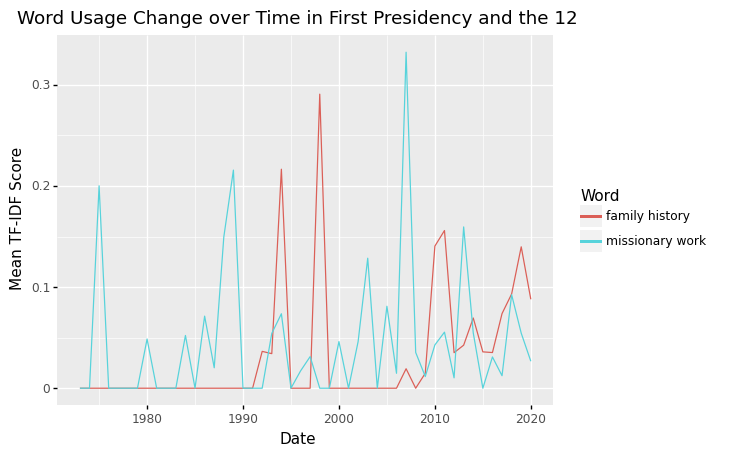 Word Usage Change over Time in First Presidency and the 12
Mean TF-IDF Score
0.3
0.2
0.1
0
1980
1990
2000
2010
2020
Date
Word
family history
missionary work